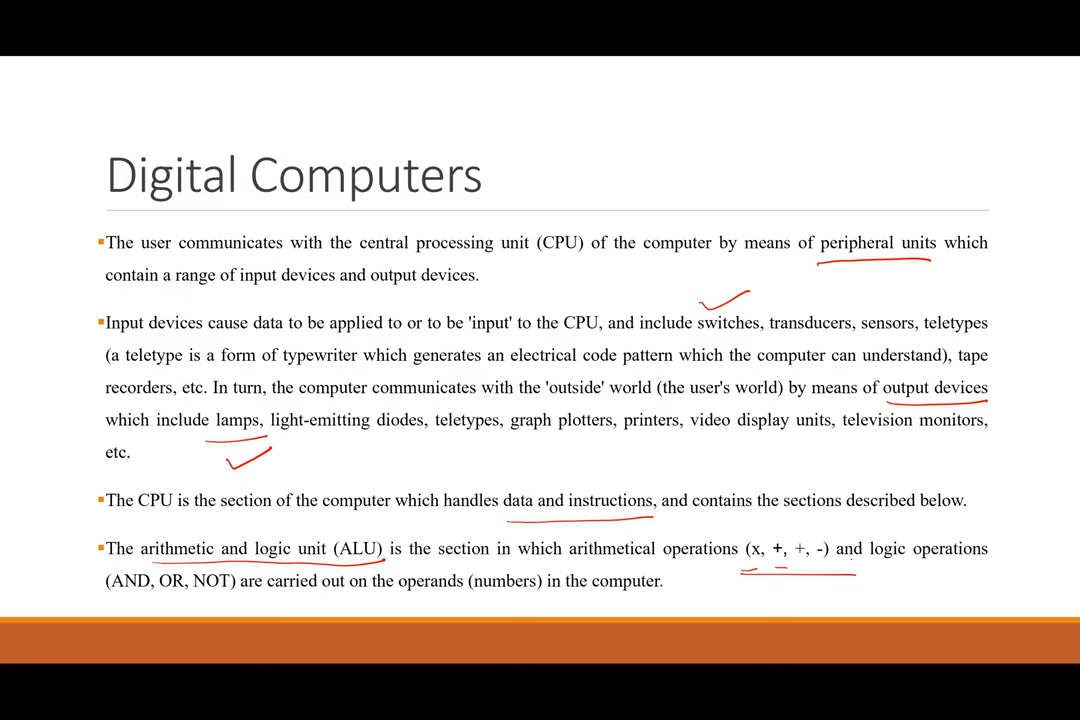 Digital Computers
▪The user communicates with the central processing unit (CPU) of the computer by means of peripheral units which
contain a range of input devices and output devices.
▪Input devices cause data to be applied to or to be 'input' to the CPU, and include switches, transducers, sensors, teletypes
(a teletype is a form of typewriter which generates an electrical code pattern which the computer can understand), tape
recorders, etc. In turn, the computer communicates with the 'outside' world (the user's world) by means of output devices
which include lamps, light-emitting diodes, teletypes, graph plotters, printers, video display units, television monitors,
etc.
▪The CPU is the section of the computer which handles data and instructions, and contains the sections described below.
▪The arithmetic and logic unit (ALU) is the section in which arithmetical operations (x, +, +, -) and logic operations
(AND, OR, NOT) are carried out on the operands (numbers) in the computer.